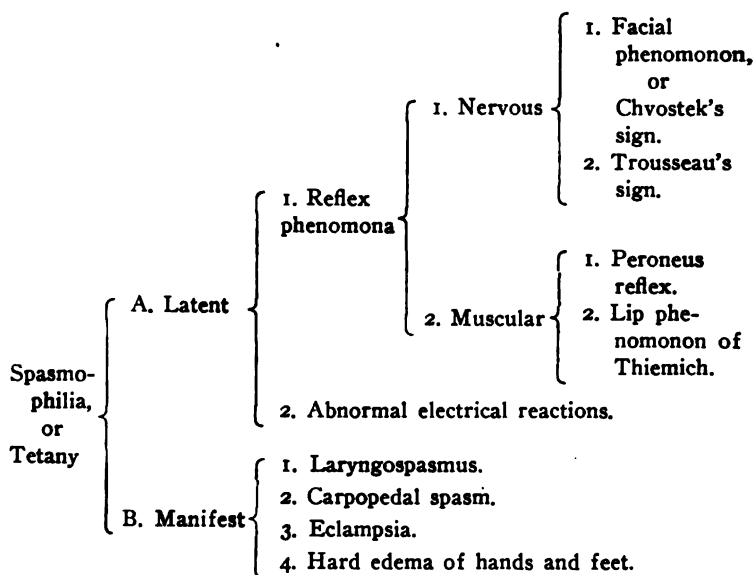 Spasmo-
philia,
or
Tetany
A. Latent
1. Reflex
phenomona
1. Nervous
1. Facial
phenomonon,
or
Chvostek's
sign.
2. Trousseau's
sign.
2. Muscular
1. Peroneus
reflex.
2. Lip phe-
nomonon of
Thiemich.
2. Abnormal electrical reactions.
B. Manifest
1. Laryngospasmus.
2. Carpopedal spasm.
3. Eclampsia.
4. Hard edema of hands and feet.